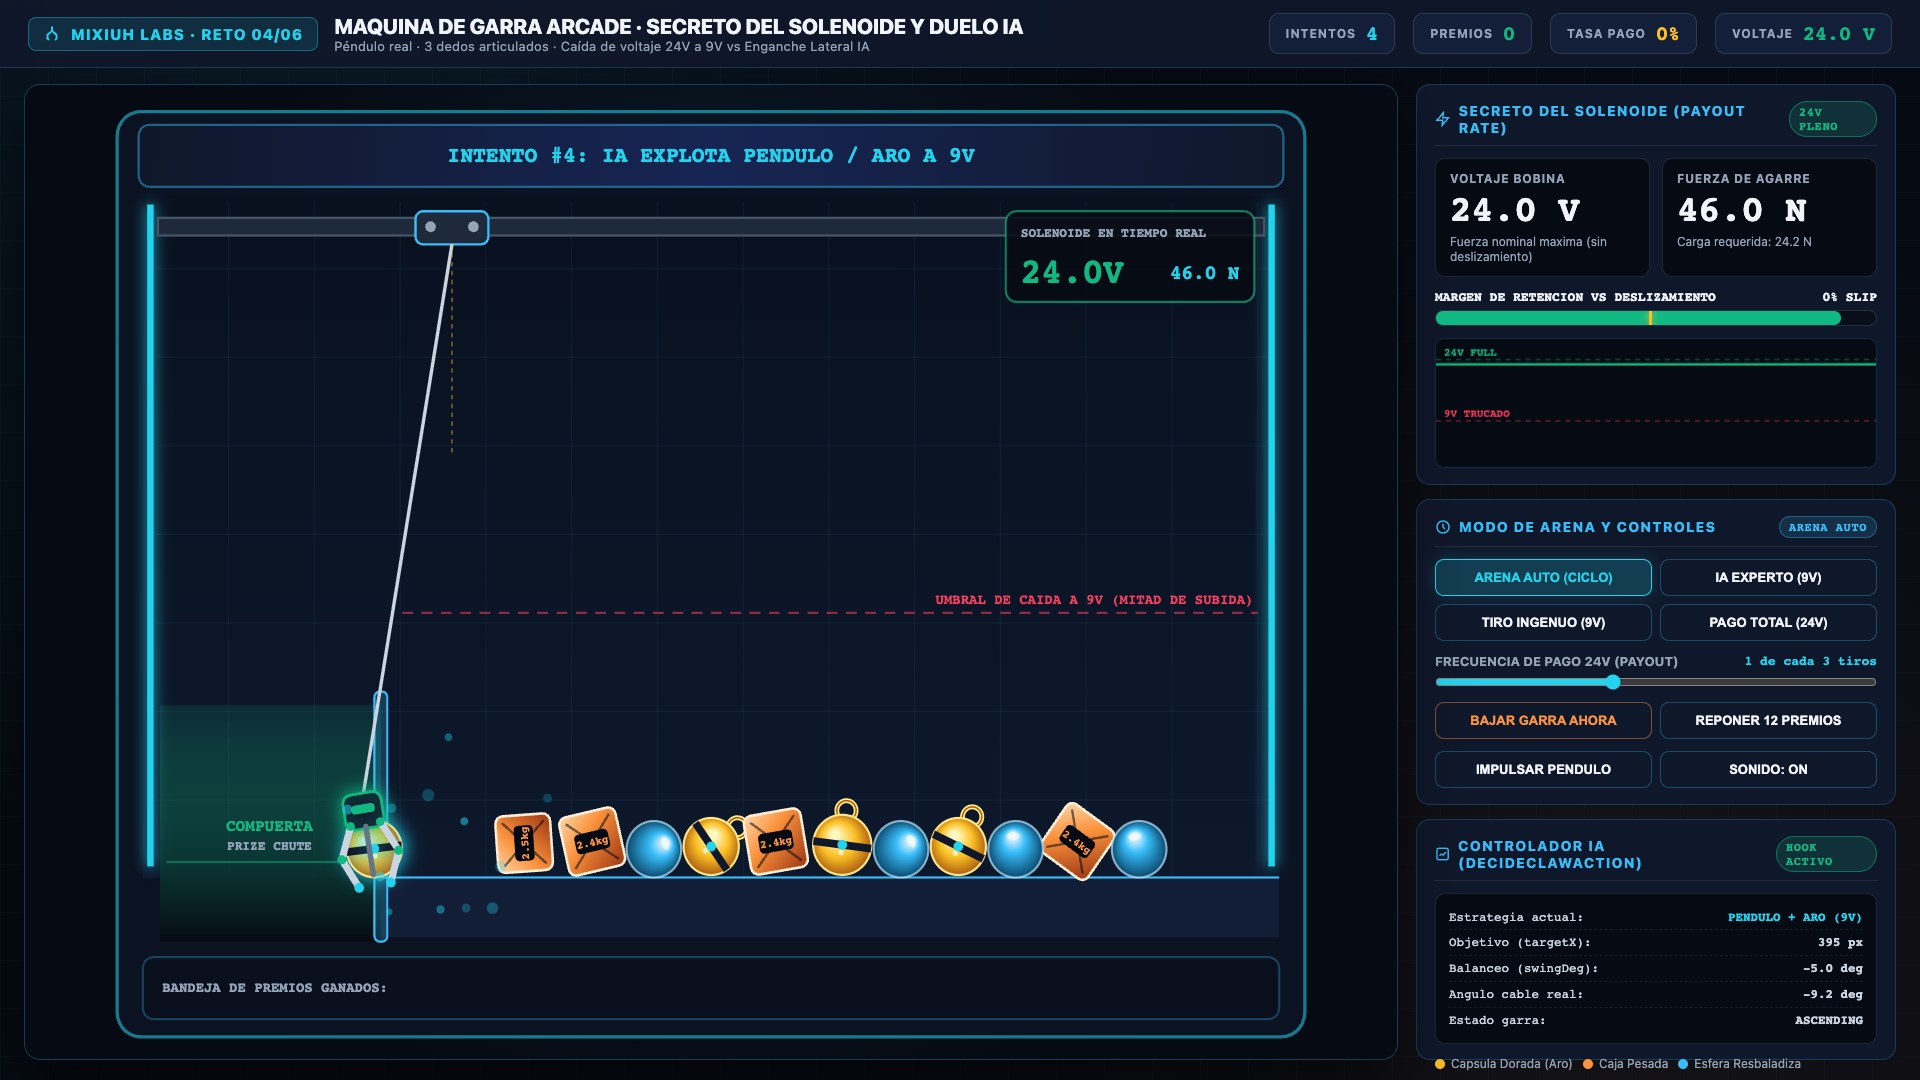 MIXIUH LABS · RETO 04/06
MAQUINA DE GARRA ARCADE · SECRETO DEL SOLENOIDE Y DUELO IA
Péndulo real · 3 dedos articulados · Caída de voltaje 24V a 9V vs Enganche Lateral IA
INTENTOS 4
PREMIOS 0
TASA PAGO 0%
VOLTAJE 24.0 V
INTENTO #4: IA EXPLOTA PENDULO / ARO A 9V
SOLENOIDE EN TIEMPO REAL
24.0V 46.0 N
UMBRAL DE CAIDA A 9V (MITAD DE SUBIDA)
COMPUERTA
PRIZE CHUTE
2.5kg
2.4kg
2.4kg
2.4kg
BANDEJA DE PREMIOS GANADOS:
SECRETO DEL SOLENOIDE (PAYOUT
RATE)
24V
PLENO
VOLTAJE BOBINA
24.0 V
Fuerza nominal maxima (sin
deslizamiento)
FUERZA DE AGARRE
46.0 N
Carga requerida: 24.2 N
MARGEN DE RETENCION VS DESLIZAMIENTO 0% SLIP
24V FULL
9V TRUCADO
MODO DE ARENA Y CONTROLES
ARENA AUTO
ARENA AUTO (CICLO)
IA EXPERTO (9V)
TIRO INGENUO (9V)
PAGO TOTAL (24V)
FRECUENCIA DE PAGO 24V (PAYOUT) 1 de cada 3 tiros
BAJAR GARRA AHORA
REPONER 12 PREMIOS
IMPULSAR PENDULO
SONIDO: ON
CONTROLADOR IA
(DECIDECLAWACTION)
HOOK
ACTIVO
Estrategia actual: PENDULO + ARO (9V)
Objetivo (targetX): 395 px
Balanceo (swingDeg): -5.0 deg
Angulo cable real: -9.2 deg
Estado garra: ASCENDING
Capsula Dorada (Aro) Caja Pesada Esfera Resbaladiza